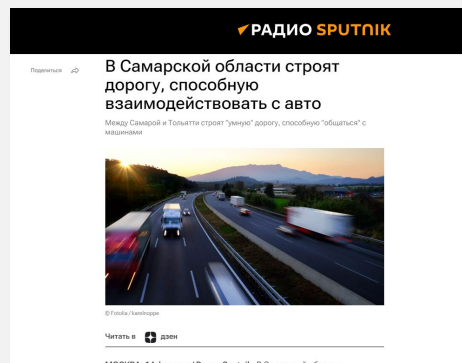 РАДИО SPUTNIK
Поделиться
В Самарской области строят
дорогу, способную
взаимодействовать с авто
Между Самарой и Тольятти строят "умную" дорогу, способную "общаться" с
машинами
© Fotolia / kareInoppe
Читать в дзен